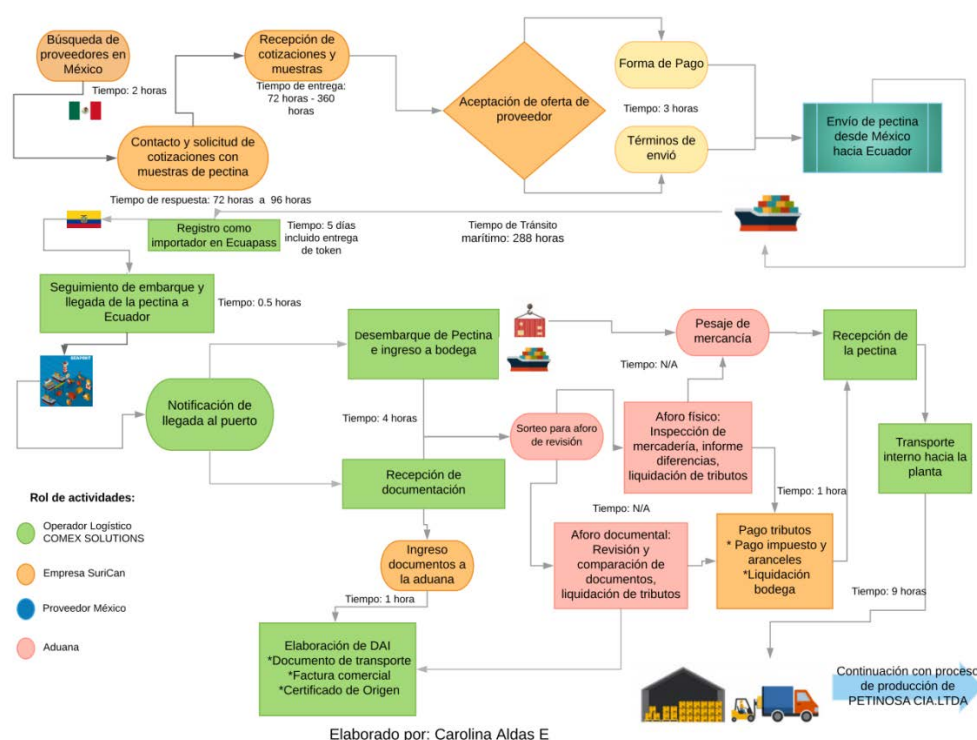 Búsqueda de
proveedores en
México
Tiempo: 2 horas
Contacto y solicitud de
cotizaciones con
muestras de pectina
Tiempo de respuesta: 72 horas a 96 horas
Recepción de
cotizaciones y
muestras
Tiempo de entrega:
72 horas - 360
horas
Aceptación de oferta de
proveedor
Forma de Pago
Tiempo: 3 horas
Términos de
envió
Envío de pectina
desde México
hacia Ecuador
Tiempo de Tránsito
marítimo: 288 horas
Registro como
importador en Ecuapass
Tiempo: 5 días
incluido entrega
de token
Seguimiento de embarque y
llegada de la pectina a
Ecuador
Tiempo: 0.5 horas
Notificación de
llegada al puerto
Desembarque de Pectina
e ingreso a bodega
Tiempo: 4 horas
Recepción de
documentación
Sorteo para aforo
de revisión
Pesaje de
mercancía
Tiempo: N/A
Recepción de
la pectina
Aforo físico:
Inspección de
mercadería, informe
diferencias,
liquidación de tributos
Transporte
interno hacia la
planta
Tiempo: 1 hora
Tiempo: N/A
Aforo documental:
Revisión y
comparación de
documentos,
liquidación de tributos
Pago tributos
* Pago impuesto y
aranceles
*Liquidación
bodega
Tiempo: 9 horas
Ingreso
documentos a
la aduana
Tiempo: 1 hora
Elaboración de DAI
*Documento de transporte
*Factura comercial
*Certificado de Origen
Rol de actividades:
Operador Logístico
COMEX SOLUTIONS
Empresa SuriCan
Proveedor México
Aduana
Continuación con proceso
de producción de
PETINOSA CIA.LTDA
Elaborado por: Carolina Aldas E